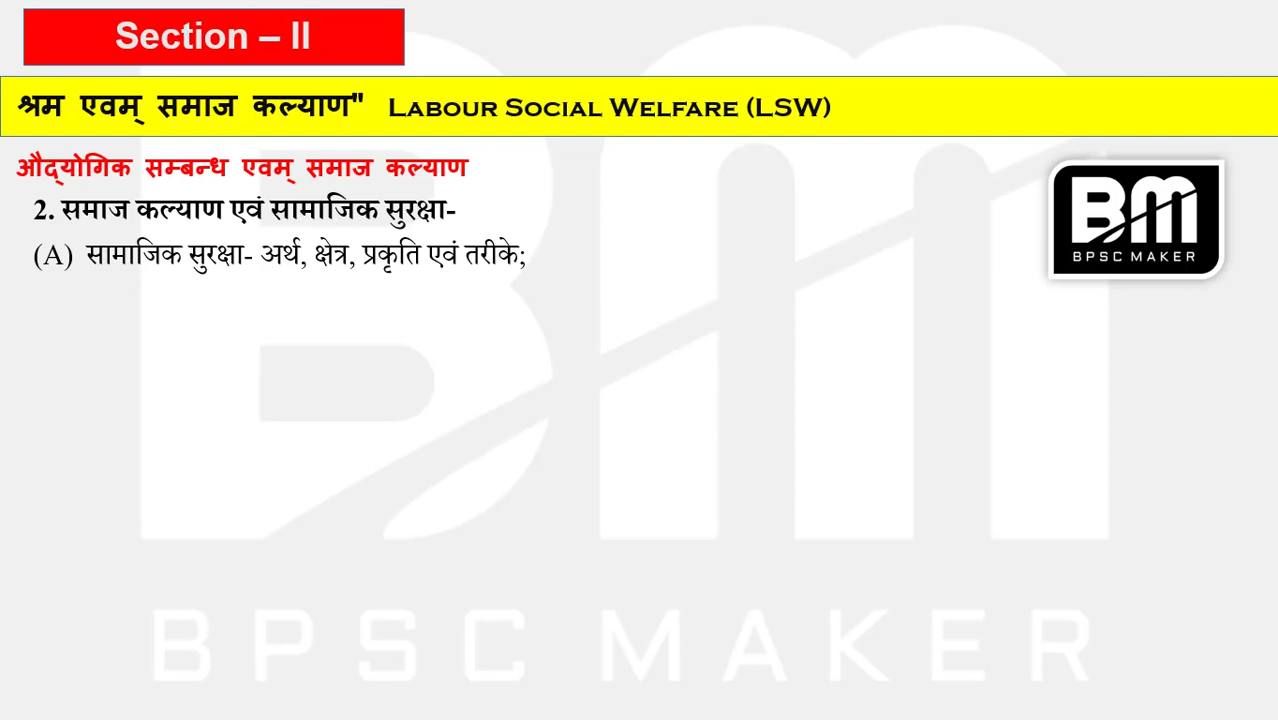 Section – II
श्रम एवम् समाज कल्याण" Labour Social Welfare (LSW)
औद्योगिक सम्बन्ध एवम् समाज कल्याण
2. समाज कल्याण एवं सामाजिक सुरक्षा-
(A) सामाजिक सुरक्षा- अर्थ, क्षेत्र, प्रकृति एवं तरीके;
BM
BPSC MAKER
BM
BPSC MAKER